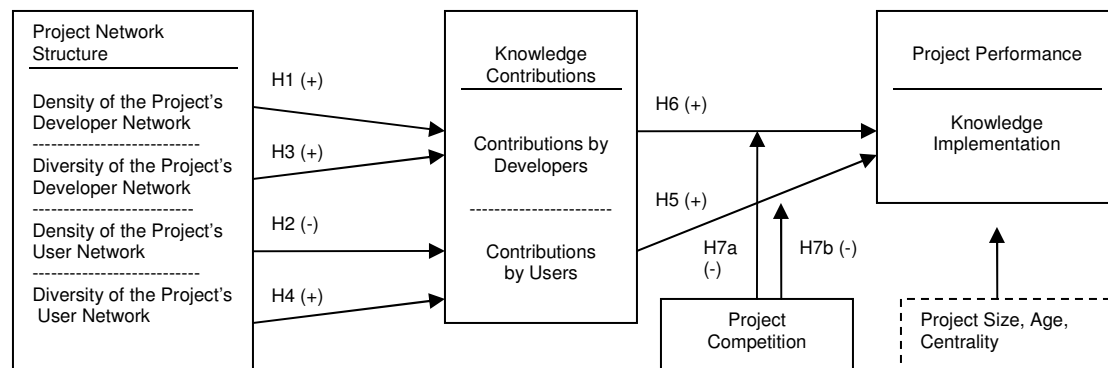 Project Network
Structure
Density of the Project's
Developer Network
----------------------------
Diversity of the Project's
Developer Network
---------------------------
Density of the Project's
User Network
----------------------------
Diversity of the Project's
User Network
H1 (+)
H3 (+)
H2 (-)
H4 (+)
Knowledge
Contributions
Contributions by
Developers
------------------------
Contributions
by Users
H6 (+)
H5 (+)
H7a
(-)
H7b (-)
Project
Competition
Project Performance
Knowledge
Implementation
Project Size, Age,
Centrality